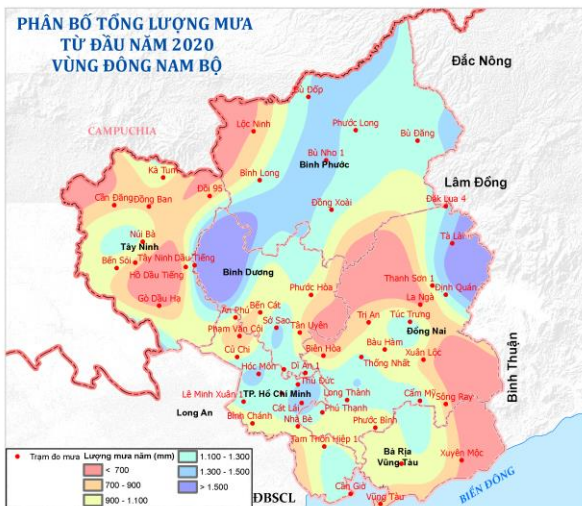 PHÂN BỐ TỔNG LƯỢNG MƯA
TỪ ĐẦU NĂM 2020
VÙNG ĐÔNG NAM BỘ
Đắc Nông
Bù Đốp
CAMPUCHIA
Lộc Ninh
Phước Long
Bù Đăng
Bù Nho 1
Bình Phước
Kà Tum
Bình Long
Lâm Đồng
Đồi 95
Cần Đăng
Đồng Ban
Đồng Xoài
Đăk Lua 4
Núi Bà
Tây Ninh
Tà Lài
Bến Sỏi
Tây Ninh
Dầu Tiếng
Hồ Dầu Tiếng
Bình Dương
Phước Hòa
Thanh Sơn 1
Định Quán
Gò Dầu Hạ
La Ngà
An Phú
Bến Cát
Sở Sao
Trị An
Túc Trưng
Phạm Văn Cội
Tân Uyên
Đồng Nai
Củ Chi
Biên Hòa
Bàu Hàm
Xuân Lộc
Thống Nhất
Bình Thuận
Hóc Môn
Dĩ An 1
Thủ Đức
Lê Minh Xuân 1
TP. Hồ Chí Minh
Long Thành
Cẩm Mỹ
Sông Ray
Long An
Cát Lái
Phú Thạnh
Bình Chánh
Nhà Bè
Phước Bình
Tam Thôn Hiệp 1
Bà Rịa
Vũng Tàu
Xuyên Mộc
Trạm đo mưa
Lượng mưa năm (mm)
< 700
700 - 900
900 - 1.100
1.100 - 1.300
1.300 - 1.500
> 1.500
ĐBSCL
Cần Giờ
Vũng Tàu
BIỂN ĐÔNG